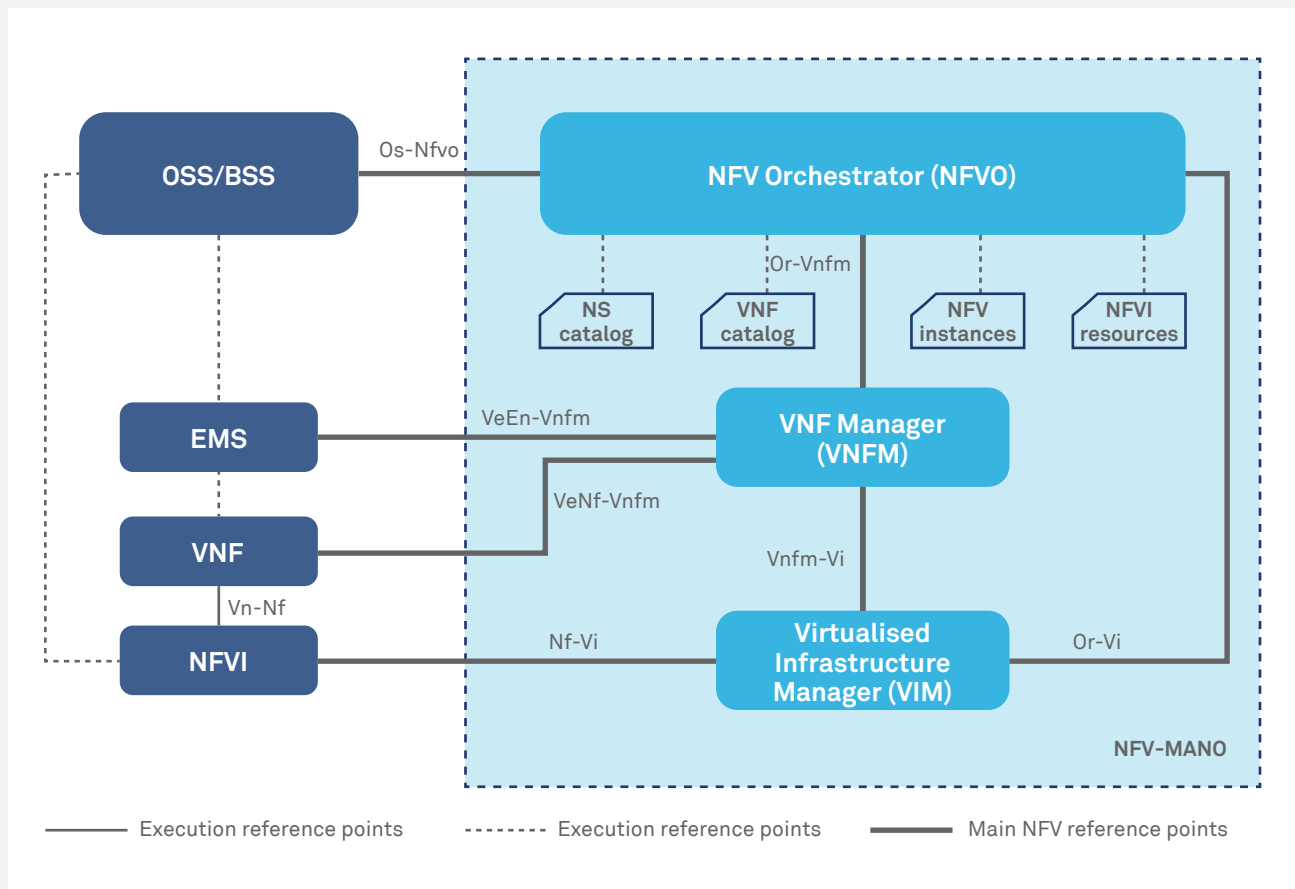 Os-Nfvo
OSS/BSS
NFV Orchestrator (NFVO)
Or-Vnfm
NS
catalog
VNF
catalog
NFV
instances
NFVI
resources
EMS
VeEn-Vnfm
VNF Manager
(VNFM)
VeNf-Vnfm
VNF
Vnfm-Vi
Vn-Nf
NFVI
Nf-Vi
Virtualised
Infrastructure
Manager (VIM)
Or-Vi
NFV-MANO
Execution reference points
Execution reference points
Main NFV reference points